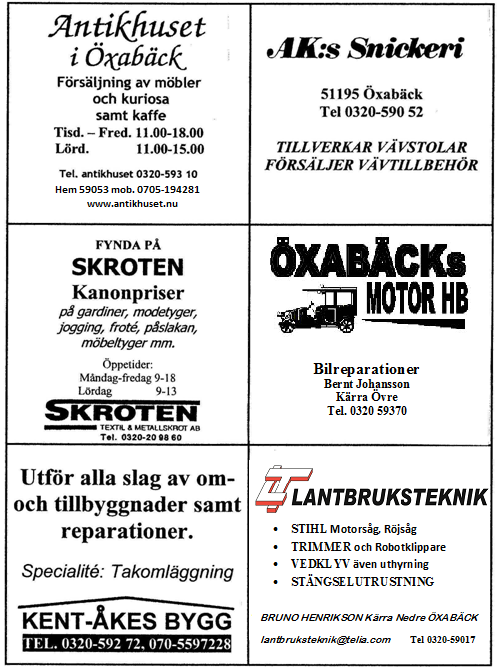 Antikhuset
i Öxabäck
Försäljning av möbler
och kuriosa
samt kaffe
Tisd. – Fred. 11.00-18.00
Lörd. 11.00-15.00
Tel. antikhuset 0320-593 10
Hem 59053 mob. 0705-194281
www.antikhuset.nu
AK:s Snickeri
51195 Öxabäck
Tel 0320-590 52
TILLVERKAR VÄVSTOLAR
FÖRSÄLJER VÄVTILLBEHÖR
FYNDA PÅ
SKROTEN
Kanonpriser
på gardiner, modetyger,
jogging, froté, påslakan,
möbeltyger mm.
Öppetider:
Måndag-fredag 9-18
Lördag 9-13
SKROTEN
TEXTIL & METALLSKROT AB
Tel. 0320-20 98 60
ÖXABÄCKs
MOTOR HB
Bilreparationer
Bernt Johansson
Kärra Övre
Tel. 0320 59370
Utför alla slag av om-
och tillbyggnader samt
reparationer.
Specialité: Takomläggning
KENT-ÅKES BYGG
TEL. 0320-592 72, 070-5597228
LT LANTBRUKSTEKNIK
• STIHL Motorsåg, Röjsåg
• TRIMMER och Robotklippare
• VEDKLYV även uthyrning
• STÄNGSELUTRUSTNING
BRUNO HENRIKSON Kärra Nedre ÖXABÄCK
lantbruksteknik@telia.com Tel 0320-59017